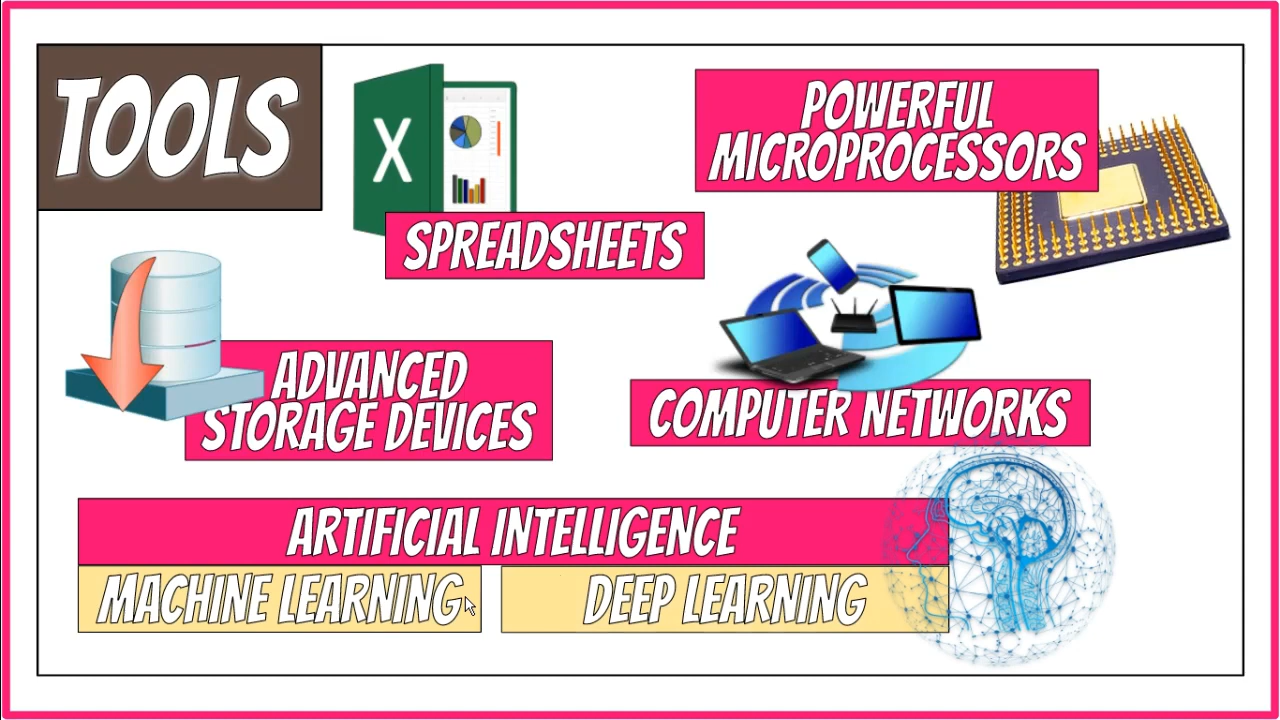 TOOLS
X
SPREADSHEETS
POWERFUL
MICROPROCESSORS
ADVANCED
STORAGE DEVICES
COMPUTER NETWORKS
ARTIFICIAL INTELLIGENCE
MACHINE LEARNING
DEEP LEARNING